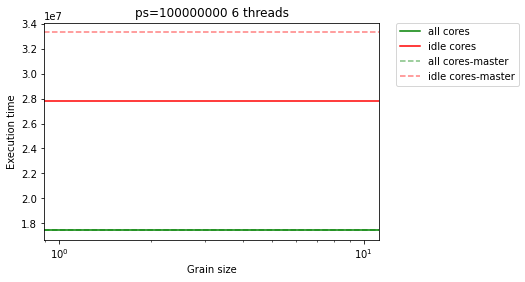 ps=100000000 6 threads
1e7
3.4
3.2
3.0
2.8
2.6
2.4
2.2
2.0
1.8
Execution time
10^0
10^1
Grain size
all cores
idle cores
all cores-master
idle cores-master